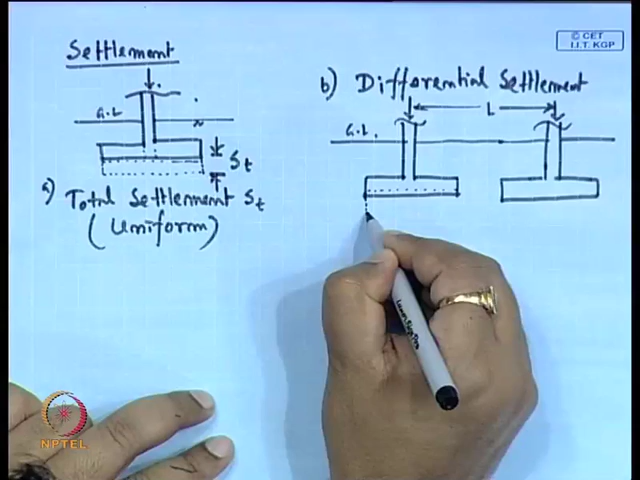 Settlement
G.L
St
a) Total Settlement St
(Uniform)
b) Differential Settlement
L
G.L.
© CET
I.I.T. KGP
NPTEL